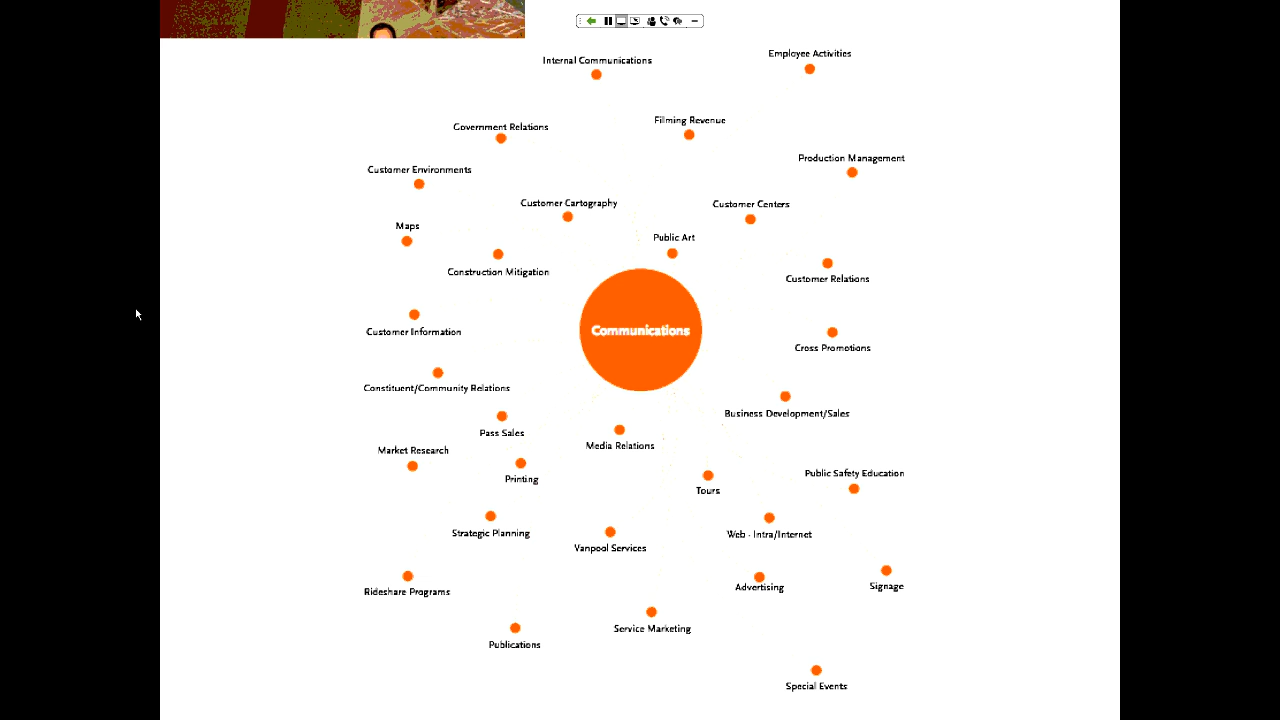 Employee Activities
Internal Communications
Filming Revenue
Government Relations
Production Management
Customer Environments
Customer Cartography
Customer Centers
Maps
Public Art
Construction Mitigation
Customer Relations
Communications
Customer Information
Cross Promotions
Constituent/Community Relations
Business Development/Sales
Pass Sales
Media Relations
Market Research
Public Safety Education
Printing
Tours
Strategic Planning
Web - Intra/Internet
Vanpool Services
Advertising
Signage
Rideshare Programs
Service Marketing
Publications
Special Events